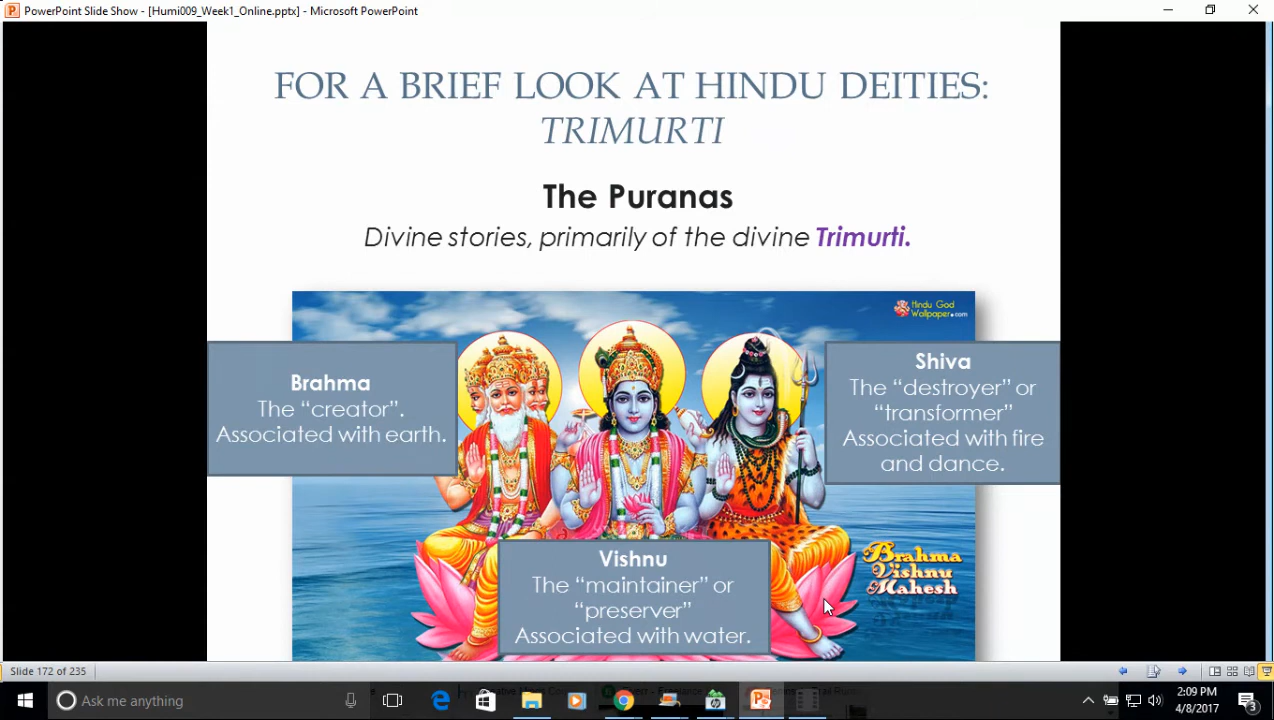 PowerPoint Slide Show - [Humi009_Week1_Online.pptx] - Microsoft PowerPoint
FOR A BRIEF LOOK AT HINDU DEITIES:
TRIMURTI
The Puranas
Divine stories, primarily of the divine Trimurti.
Hindu God
Wallpaper.com
Brahma
The “creator”.
Associated with earth.
Shiva
The “destroyer” or
“transformer”
Associated with fire
and dance.
Vishnu
The “maintainer” or
“preserver”
Associated with water.
Brahma
Vishnu
Mahesh
Slide 172 of 235
Ask me anything
2:09 PM
4/8/2017
3